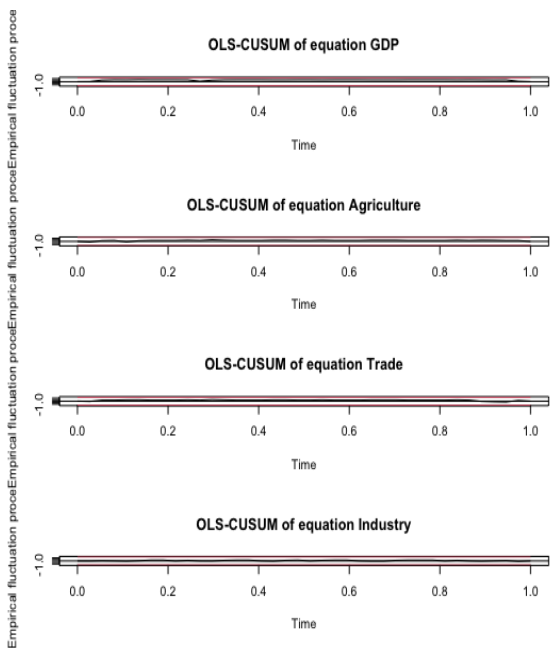 OLS-CUSUM of equation GDP
Empirical fluctuation proce
-1.0
0.0 0.2 0.4 0.6 0.8 1.0
Time
OLS-CUSUM of equation Agriculture
Empirical fluctuation proce
-1.0
0.0 0.2 0.4 0.6 0.8 1.0
Time
OLS-CUSUM of equation Trade
Empirical fluctuation proce
-1.0
0.0 0.2 0.4 0.6 0.8 1.0
Time
OLS-CUSUM of equation Industry
Empirical fluctuation proce
-1.0
0.0 0.2 0.4 0.6 0.8 1.0
Time